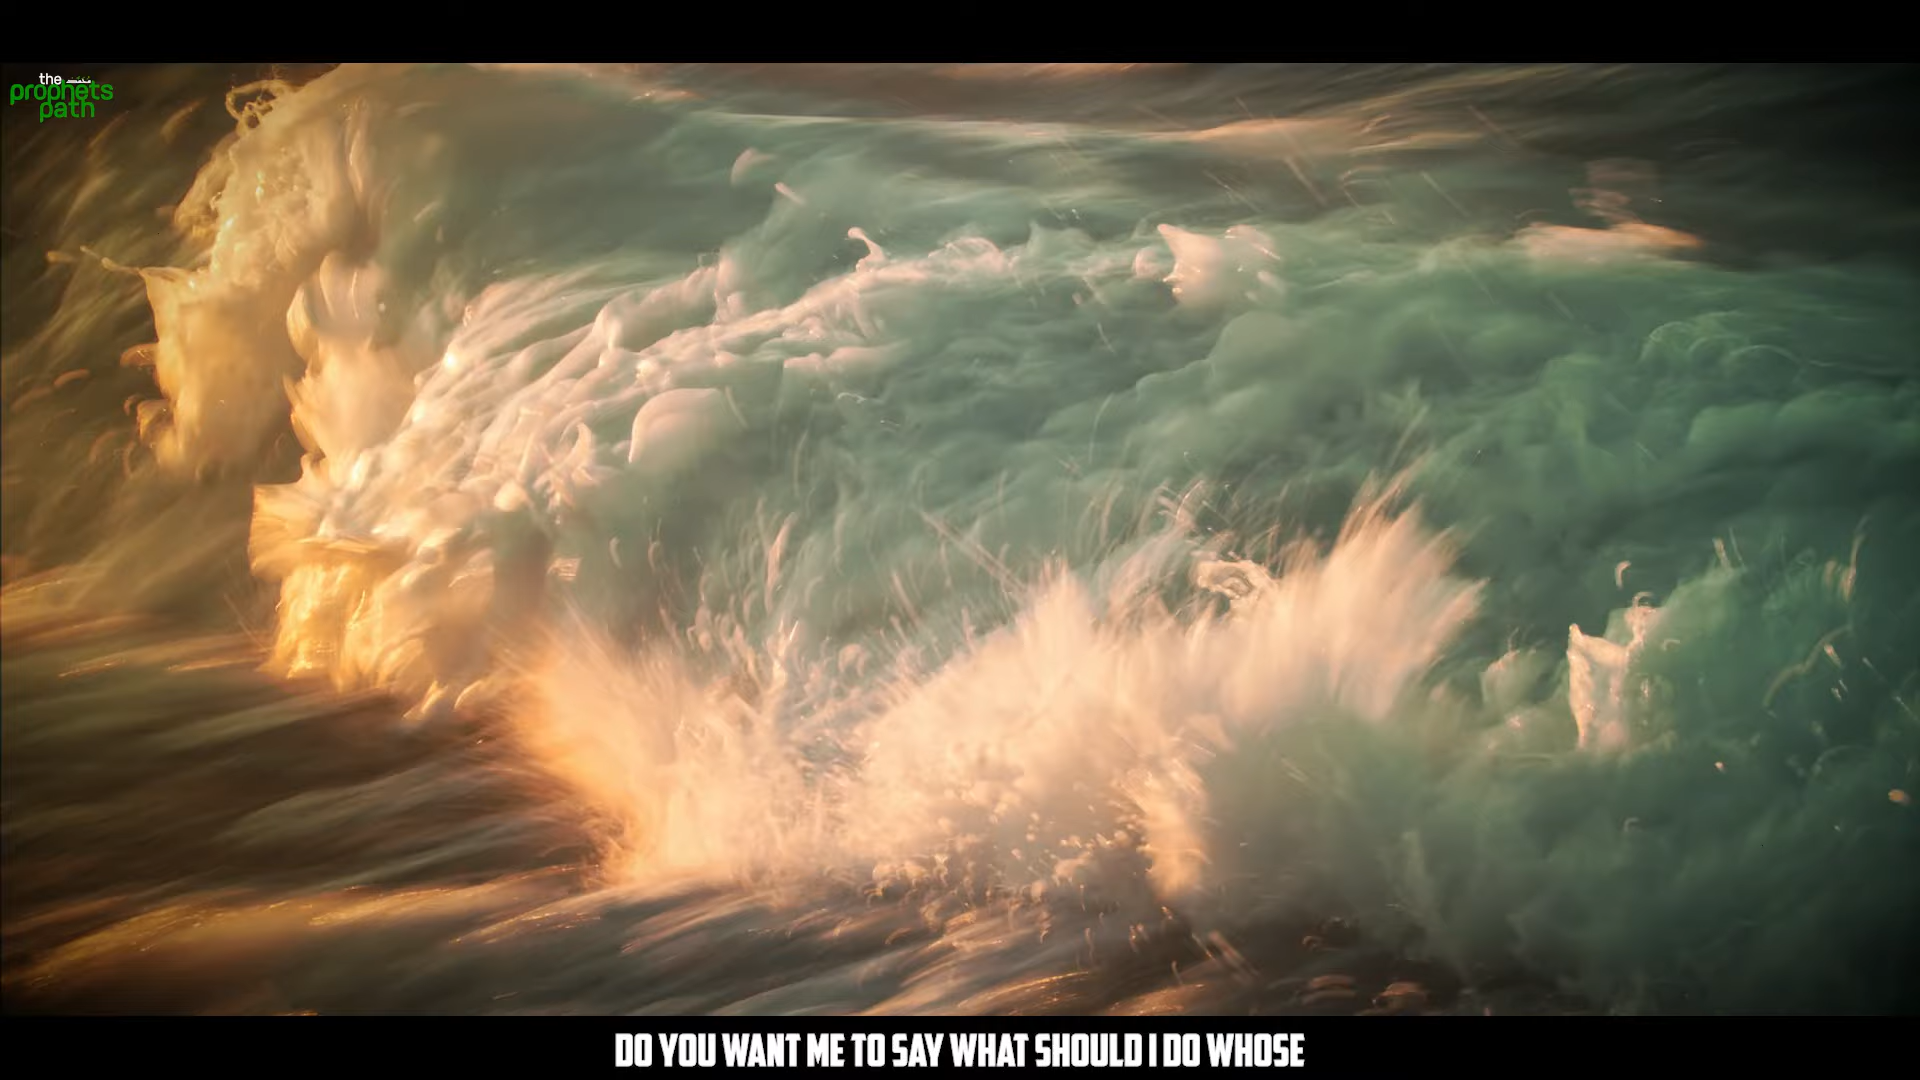 the
prophets
path
DO YOU WANT ME TO SAY WHAT SHOULD I DO WHOSE